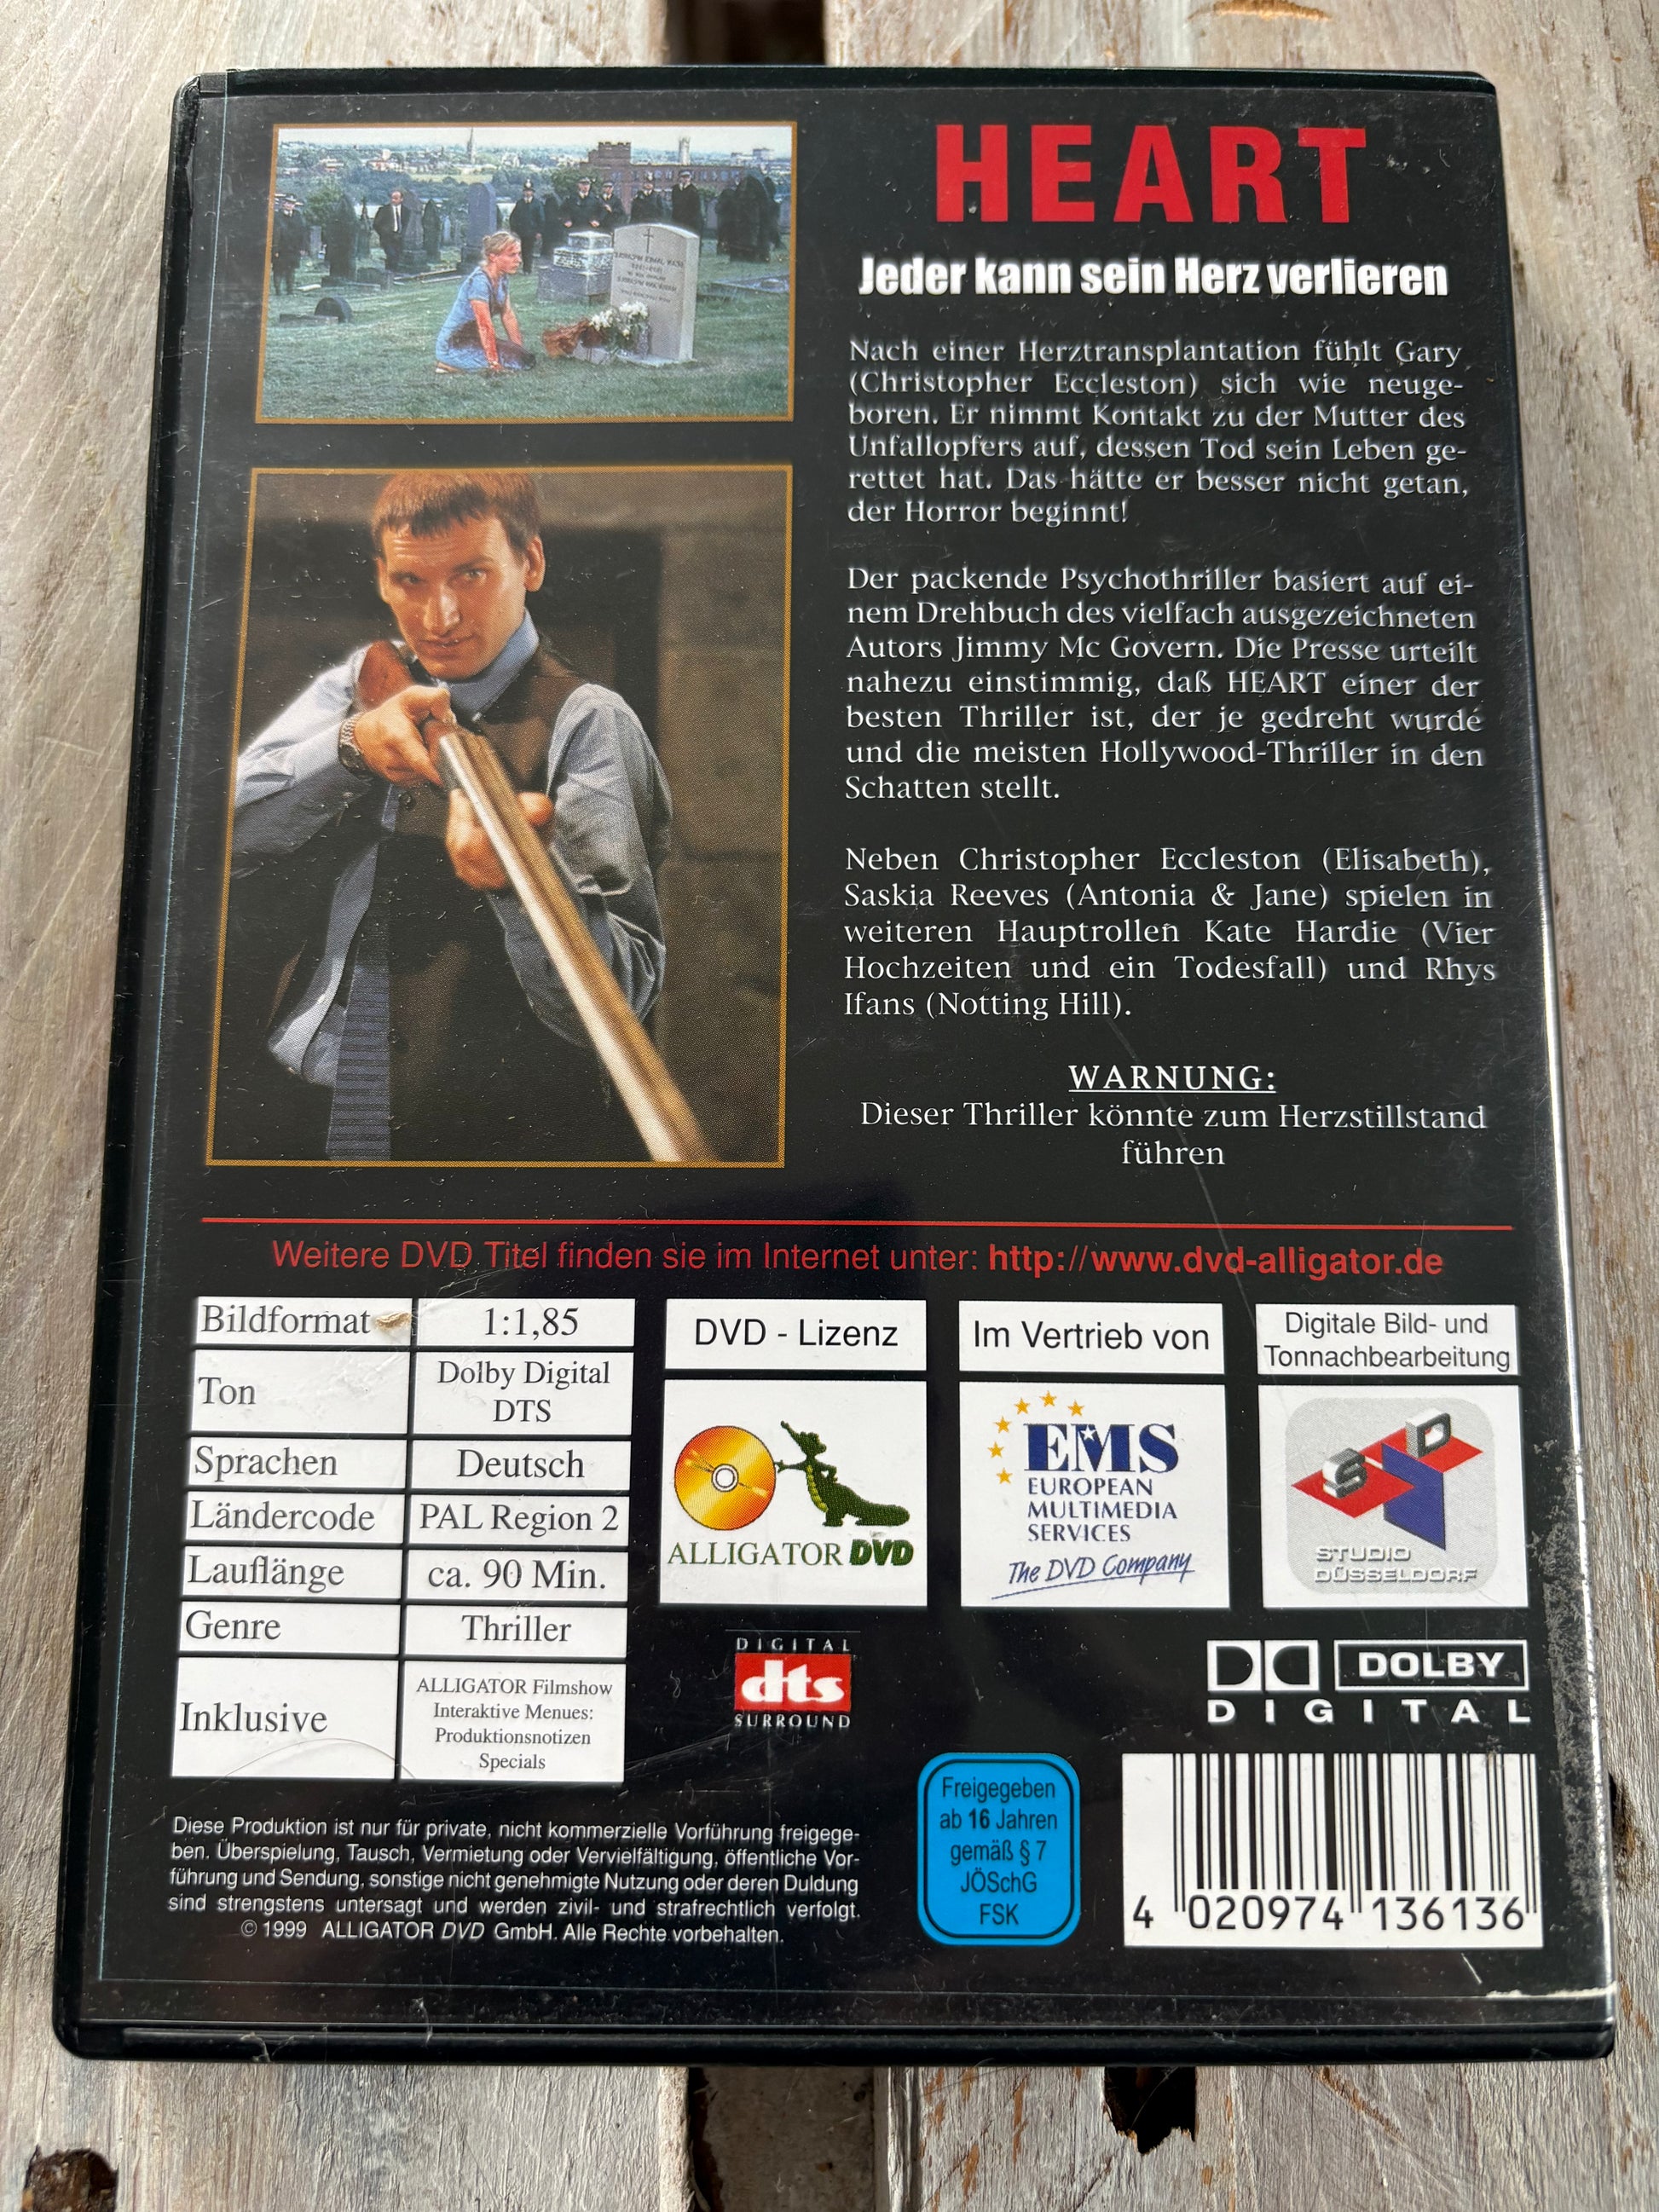 HEART
Jeder kann sein Herz verlieren
Nach einer Herztransplantation fühlt Gary
(Christopher Eccleston) sich wie neuge-
boren. Er nimmt Kontakt zu der Mutter des
Unfallopfers auf, dessen Tod sein Leben ge-
rettet hat. Das hätte er besser nicht getan,
der Horror beginnt!
Der packende Psychothriller basiert auf ei-
nem Drehbuch des vielfach ausgezeichneten
Autors Jimmy Mc Govern. Die Presse urteilt
nahezu einstimmig, daß HEART einer der
besten Thriller ist, der je gedreht wurde
und die meisten Hollywood-Thriller in den
Schatten stellt.
Neben Christopher Eccleston (Elisabeth),
Saskia Reeves (Antonia & Jane) spielen in
weiteren Hauptrollen Kate Hardie (Vier
Hochzeiten und ein Todesfall) und Rhys
Ifans (Notting Hill).
WARNUNG:
Dieser Thriller könnte zum Herzstillstand
führen
Weitere DVD Titel finden sie im Internet unter: http://www.dvd-alligator.de
Bildformat 1:1,85
Ton Dolby Digital
DTS
Sprachen Deutsch
Ländercode PAL Region 2
Lauflänge ca. 90 Min.
Genre Thriller
Inklusive ALLIGATOR Filmshow
Interaktive Menues:
Produktionsnotizen
Specials
DVD - Lizenz
ALLIGATOR DVD
Im Vertrieb von
EMS
EUROPEAN
MULTIMEDIA
SERVICES
The DVD Company
Digitale Bild- und
Tonnachbearbeitung
S D
STUDIO
DÜSSELDORF
DIGITAL
dts
SURROUND
DOLBY
DIGITAL
Diese Produktion ist nur für private, nicht kommerzielle Vorführung freigege-
ben. Überspielung, Tausch, Vermietung oder Vervielfältigung, öffentliche Vor-
führung und Sendung, sonstige nicht genehmigte Nutzung oder deren Duldung
sind strengstens untersagt und werden zivil- und strafrechtlich verfolgt.
© 1999 ALLIGATOR DVD GmbH. Alle Rechte vorbehalten.
Freigegeben
ab 16 Jahren
gemäß § 7
JÖSchG
FSK
4 020974 136136